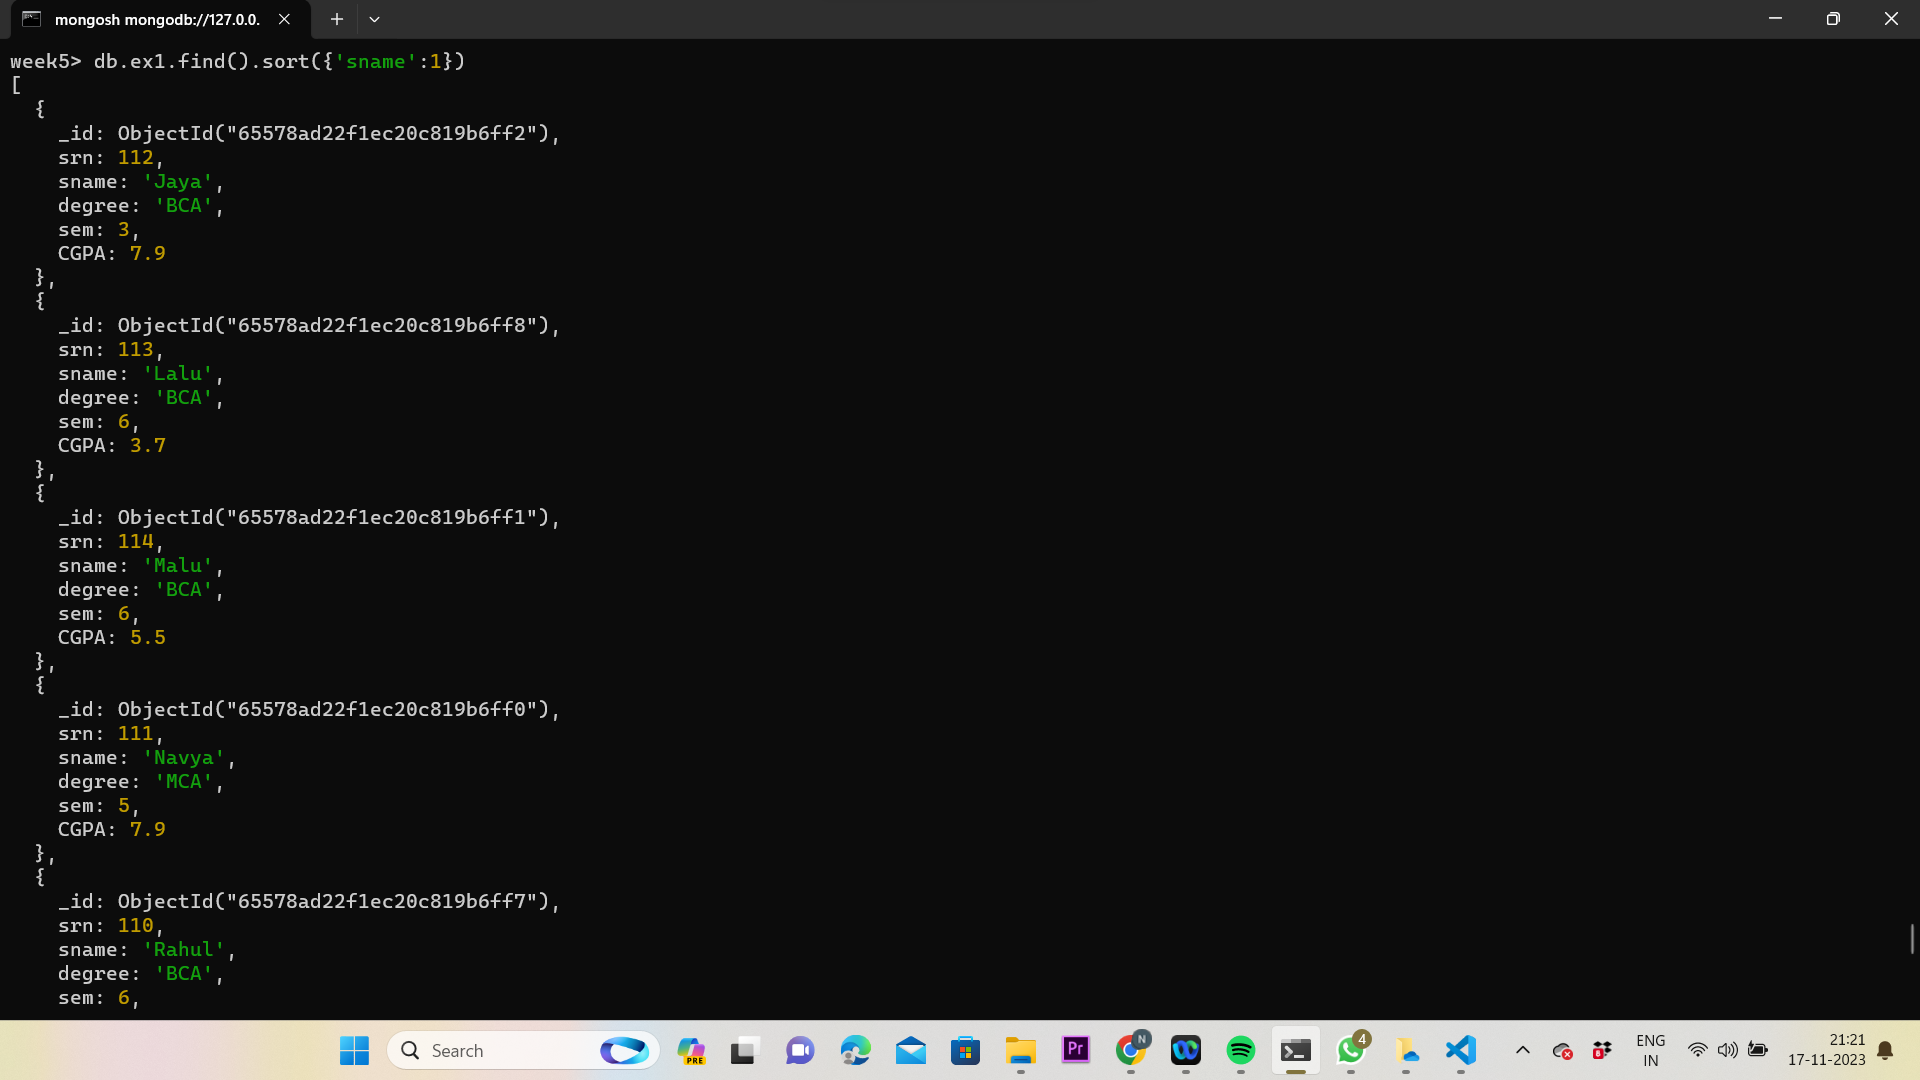 mongosh mongodb://127.0.0.
week5> db.ex1.find().sort({'sname':1})
[
  {
    _id: ObjectId("65578ad22f1ec20c819b6ff2"),
    srn: 112,
    sname: 'Jaya',
    degree: 'BCA',
    sem: 3,
    CGPA: 7.9
  },
  {
    _id: ObjectId("65578ad22f1ec20c819b6ff8"),
    srn: 113,
    sname: 'Lalu',
    degree: 'BCA',
    sem: 6,
    CGPA: 3.7
  },
  {
    _id: ObjectId("65578ad22f1ec20c819b6ff1"),
    srn: 114,
    sname: 'Malu',
    degree: 'BCA',
    sem: 6,
    CGPA: 5.5
  },
  {
    _id: ObjectId("65578ad22f1ec20c819b6ff0"),
    srn: 111,
    sname: 'Navya',
    degree: 'MCA',
    sem: 5,
    CGPA: 7.9
  },
  {
    _id: ObjectId("65578ad22f1ec20c819b6ff7"),
    srn: 110,
    sname: 'Rahul',
    degree: 'BCA',
    sem: 6,
Search
PRE
Pr
N
4
8
ENG
IN
21:21
17-11-2023